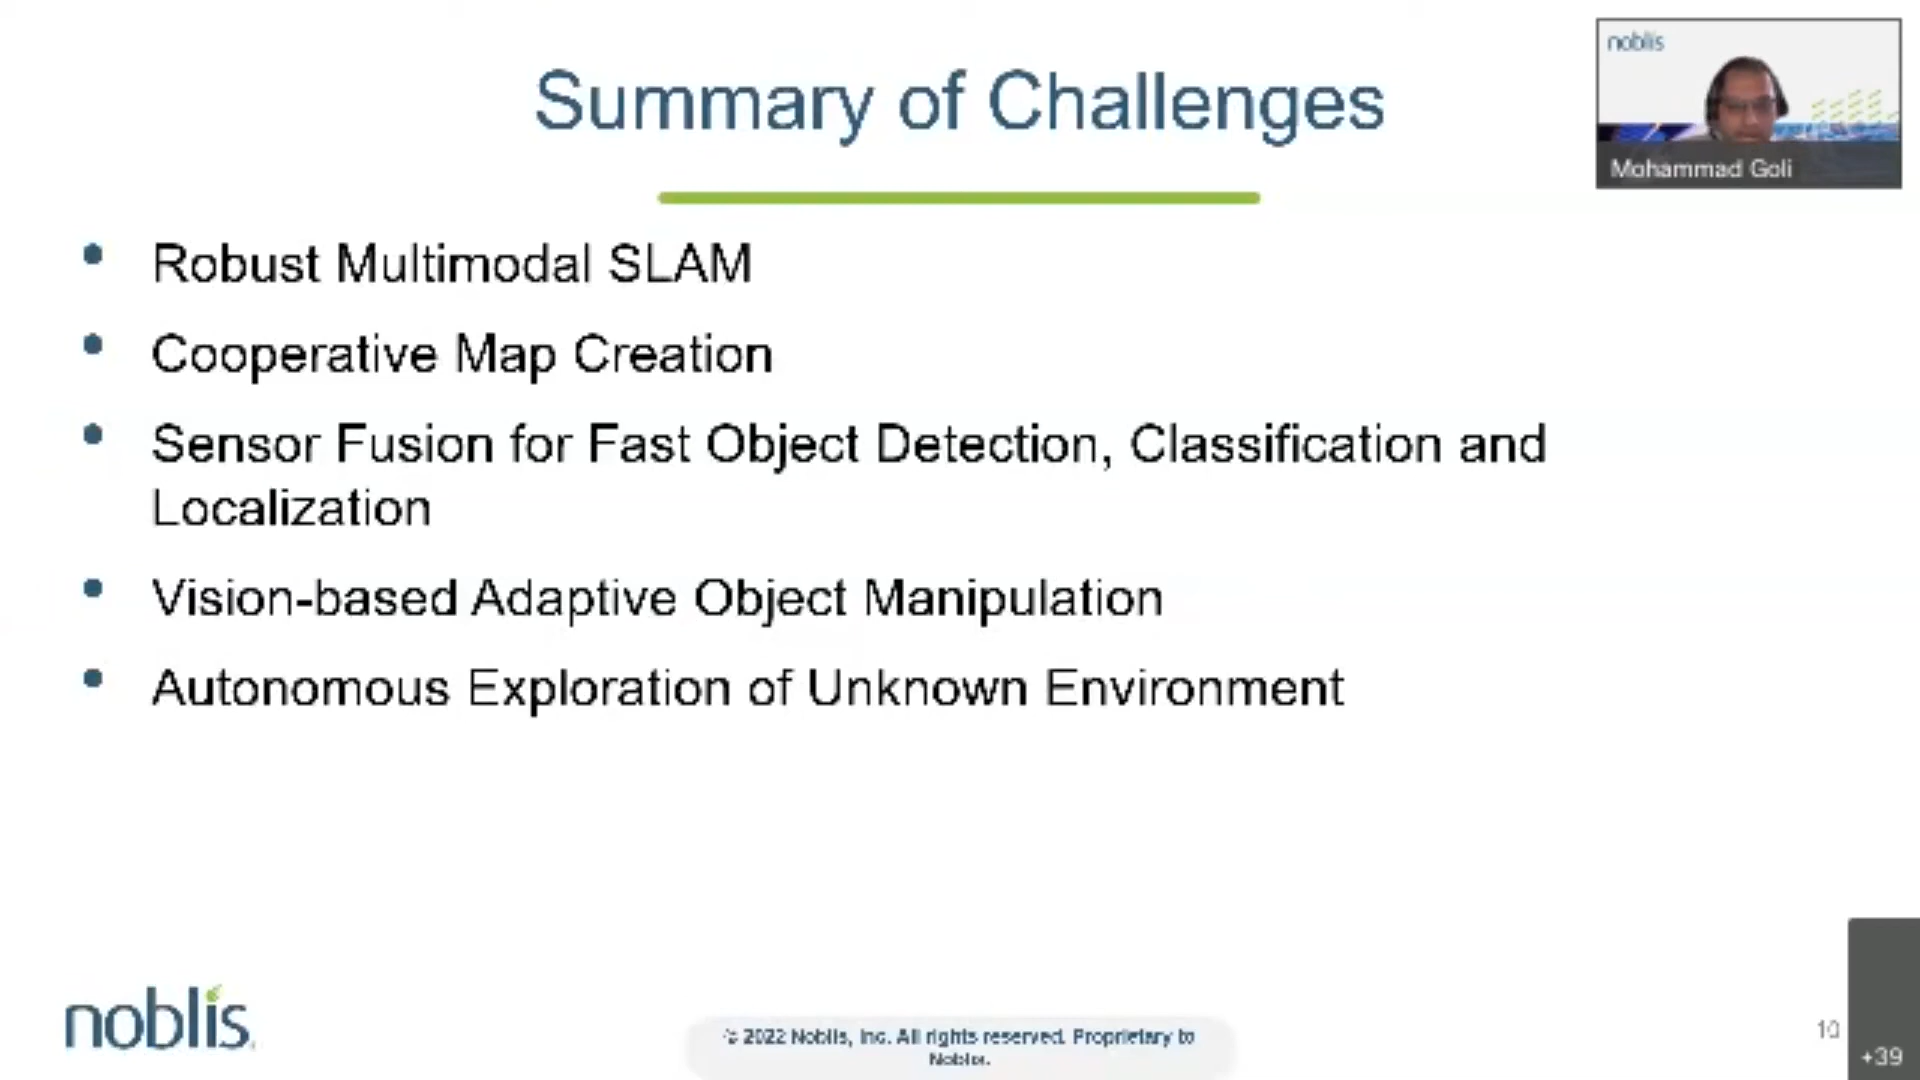 Summary of Challenges
noblis
Mohammad Goli
• Robust Multimodal SLAM
• Cooperative Map Creation
• Sensor Fusion for Fast Object Detection, Classification and
Localization
• Vision-based Adaptive Object Manipulation
• Autonomous Exploration of Unknown Environment
noblis
© 2022 Noblis, Inc. All rights reserved. Proprietary to
Noblis.
10
+39